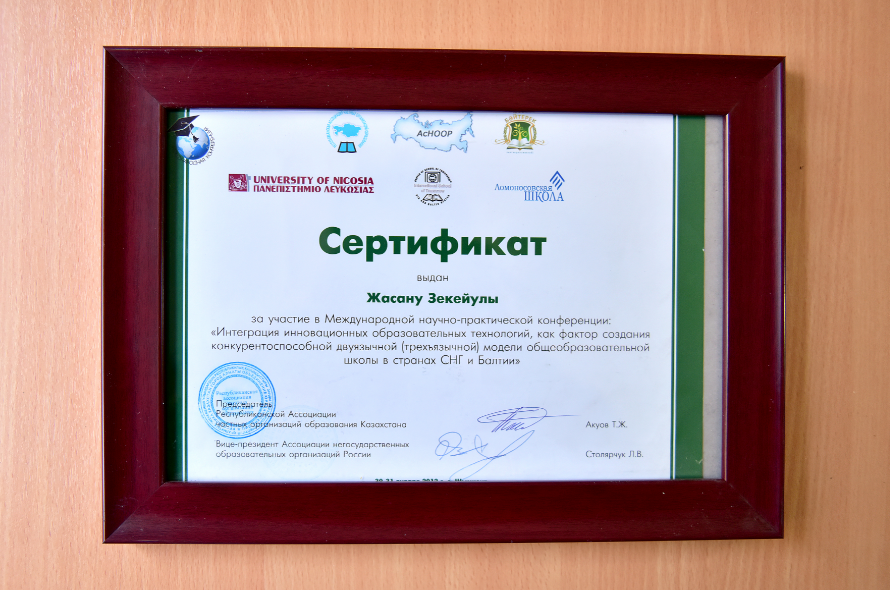 АсНООР
UNIVERSITY OF NICOSIA
ΠΑΝΕΠΙΣΤΗΜΙΟ ΛΕΥΚΩΣΙΑΣ
International School
Ломоносовская
ШКОЛА
Сертификат
выдан
Жасану Зекейулы
за участие в Международной научно-практической конференции:
«Интеграция инновационных образовательных технологий, как фактор создания
конкурентоспособной двуязычной (трехъязычной) модели общеобразовательной
школы в странах СНГ и Балтии»
Председатель
Республиканской Ассоциации
частных организаций образования Казахстана
Акуов Т.Ж.
Вице-президент Ассоциации негосударственных
образовательных организаций России
Столярчук Л.В.